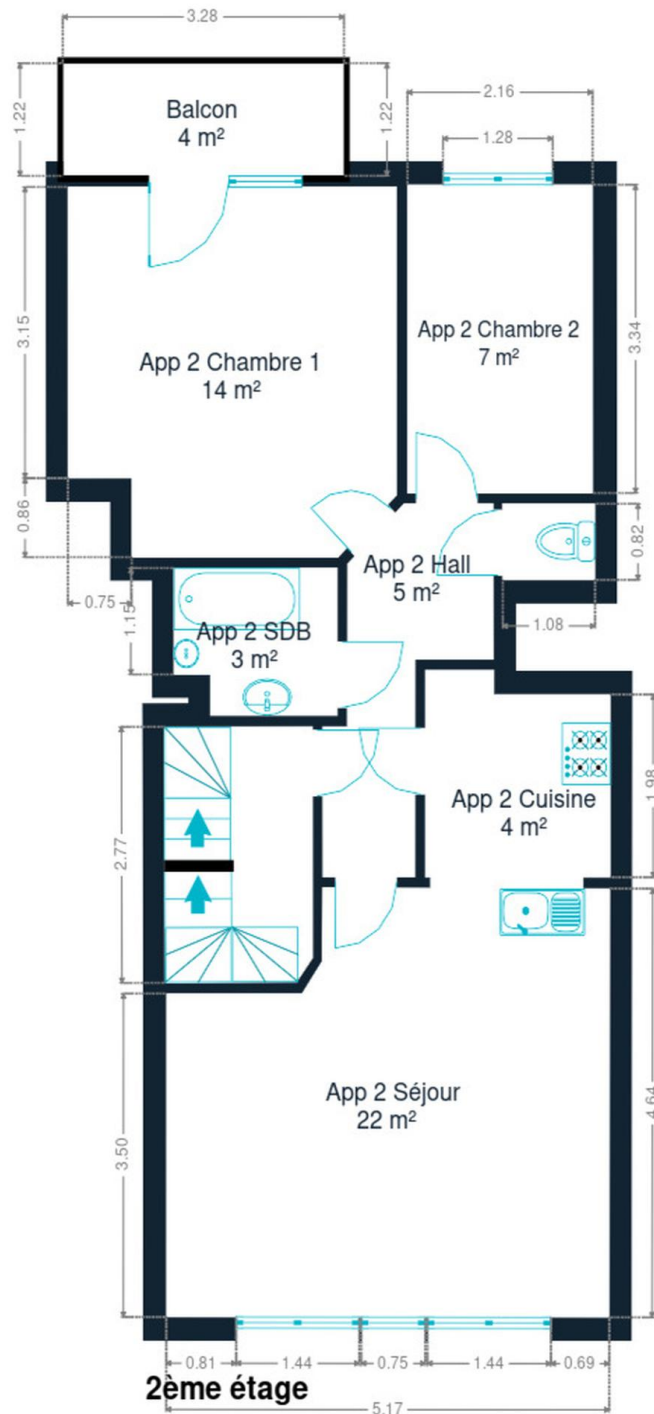 3.28
1.22
Balcon
4 m²
1.22
2.16
1.28
3.15
App 2 Chambre 1
14 m²
App 2 Chambre 2
7 m²
3.34
0.86
0.75
App 2 Hall
5 m²
0.82
1.08
1.15
App 2 SDB
3 m²
2.77
App 2 Cuisine
4 m²
1.98
3.50
App 2 Séjour
22 m²
4.64
0.81
1.44
0.75
1.44
0.69
2ème étage
5.17